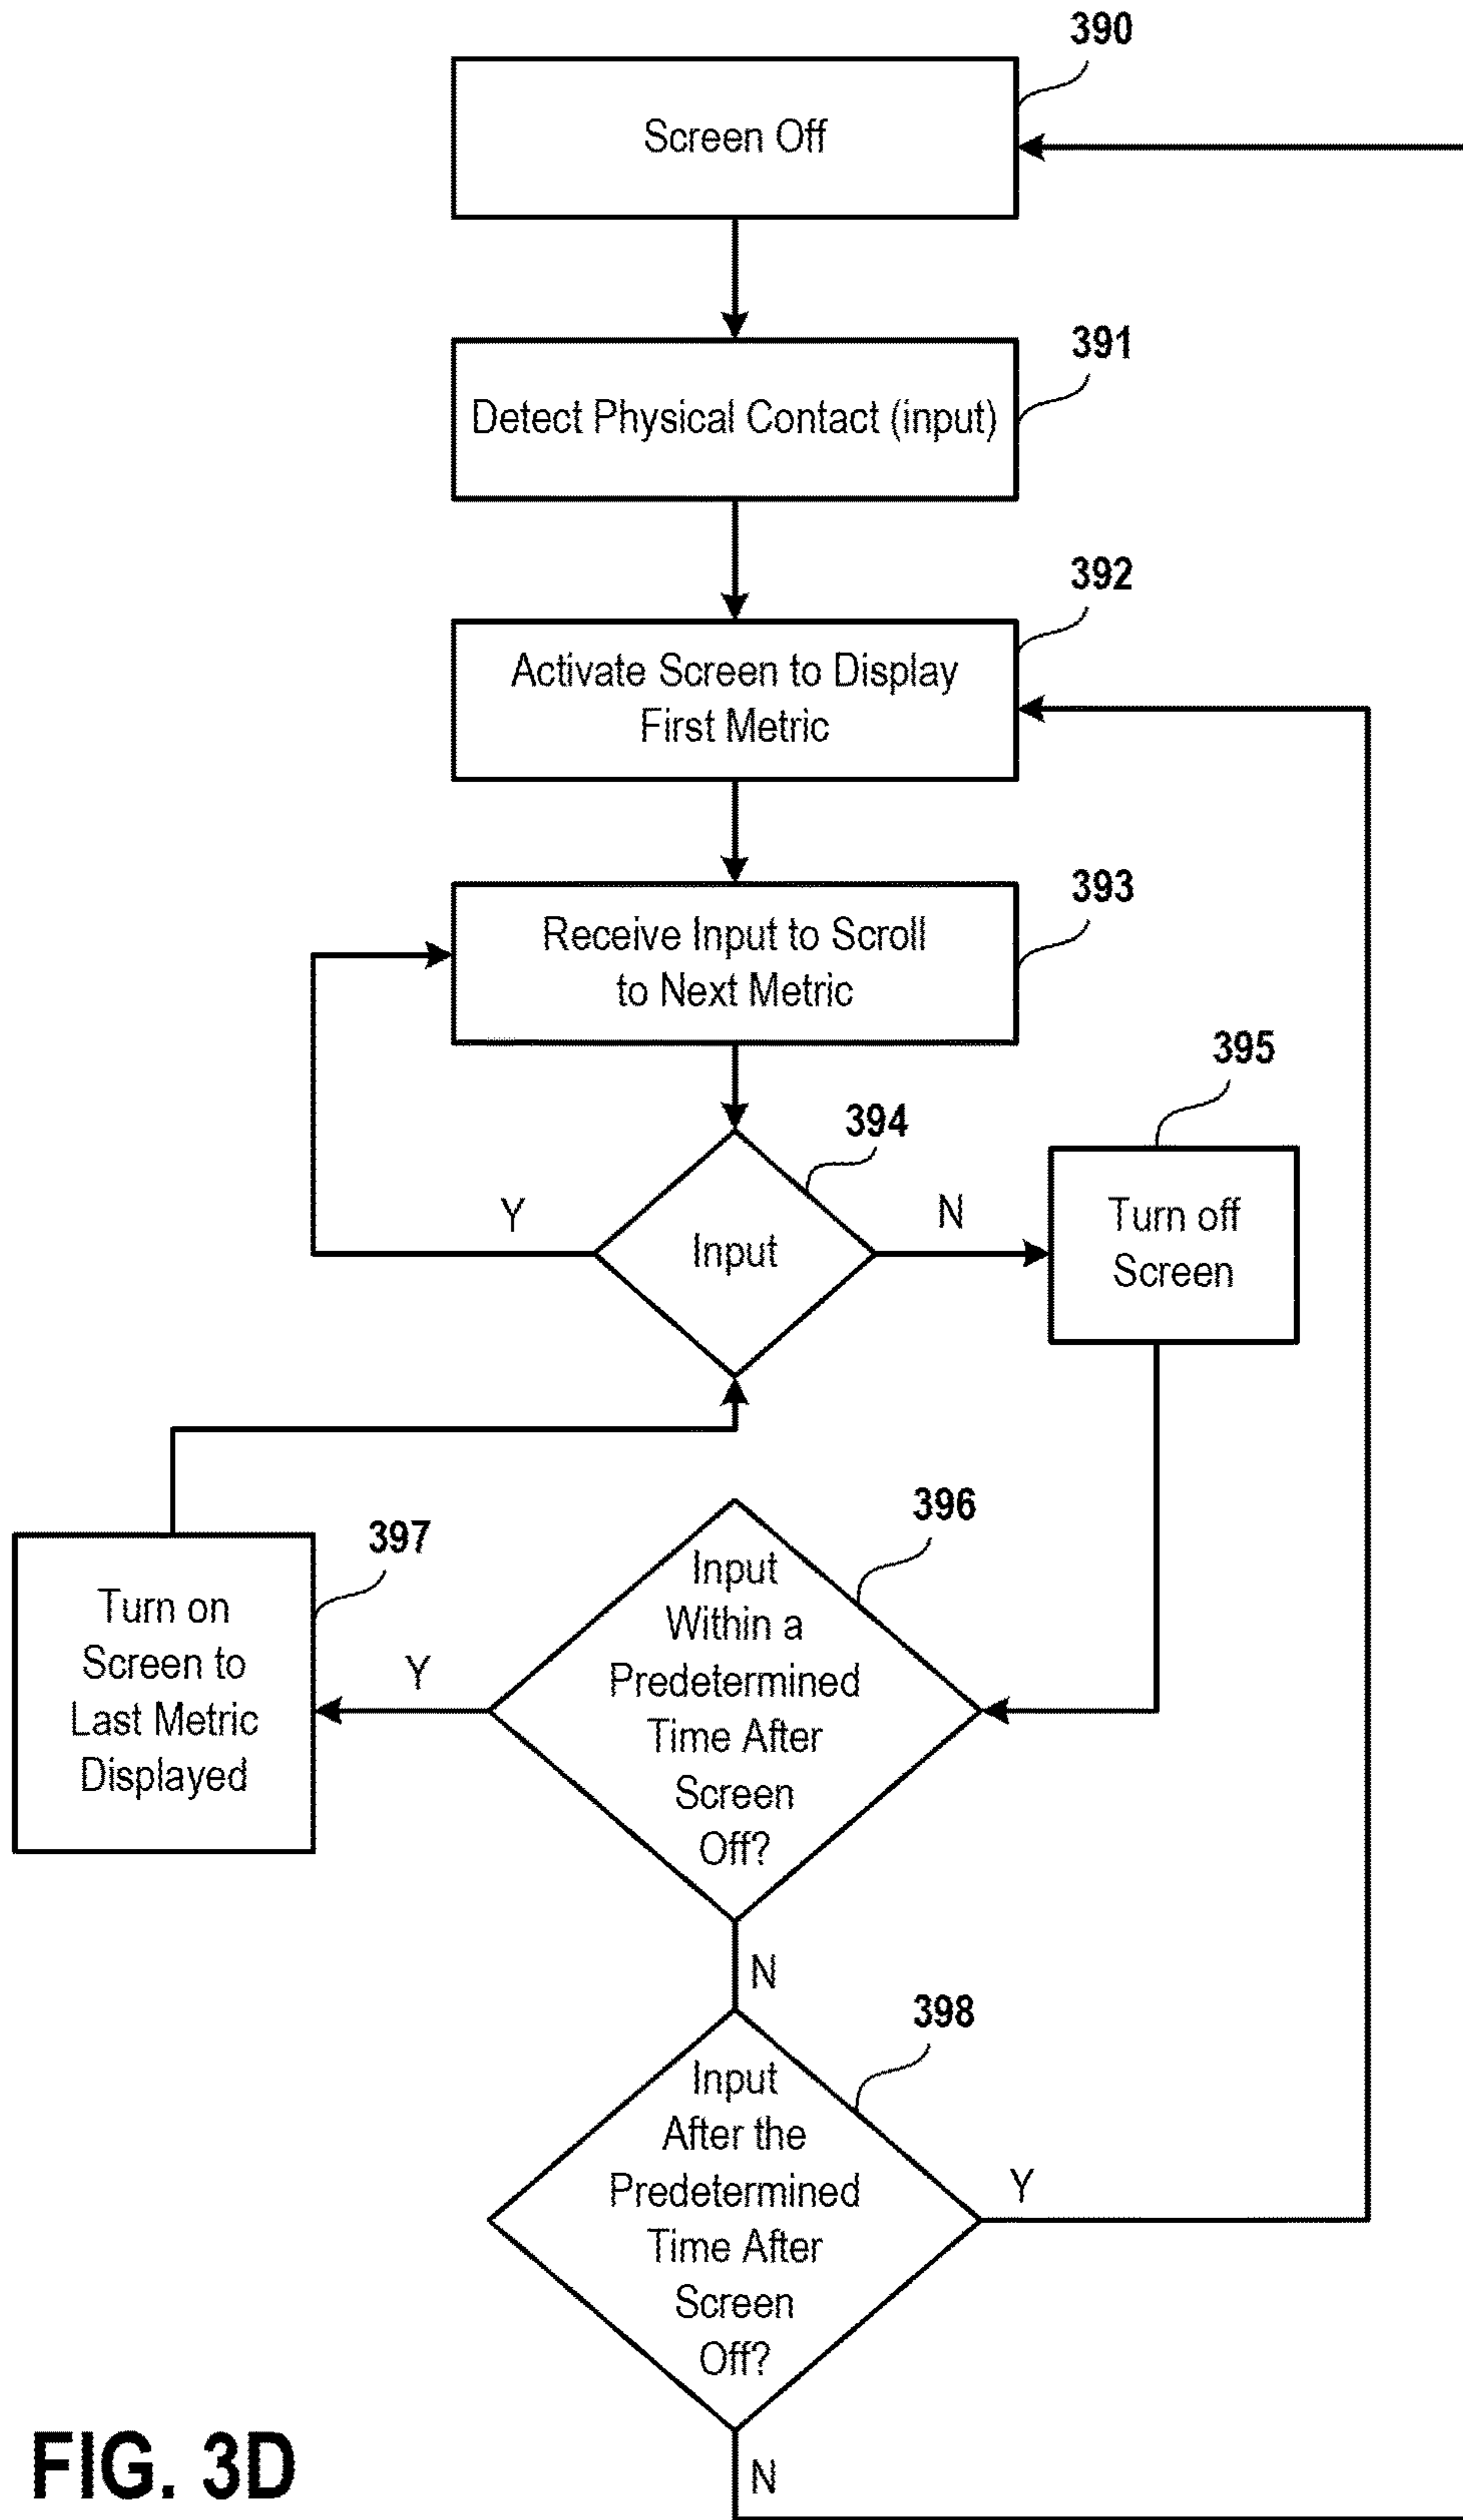 390
Screen Off
391
Detect Physical Contact (input)
392
Activate Screen to Display
First Metric
393
Receive Input to Scroll
to Next Metric
394
395
Y
N
Input
Turn off
Screen
396
397
Input
Within a
Predetermined
Time After
Screen
Off?
Y
Turn on
Screen to
Last Metric
Displayed
N
398
Input
After the
Predetermined
Time After
Screen
Off?
Y
N
FIG. 3D